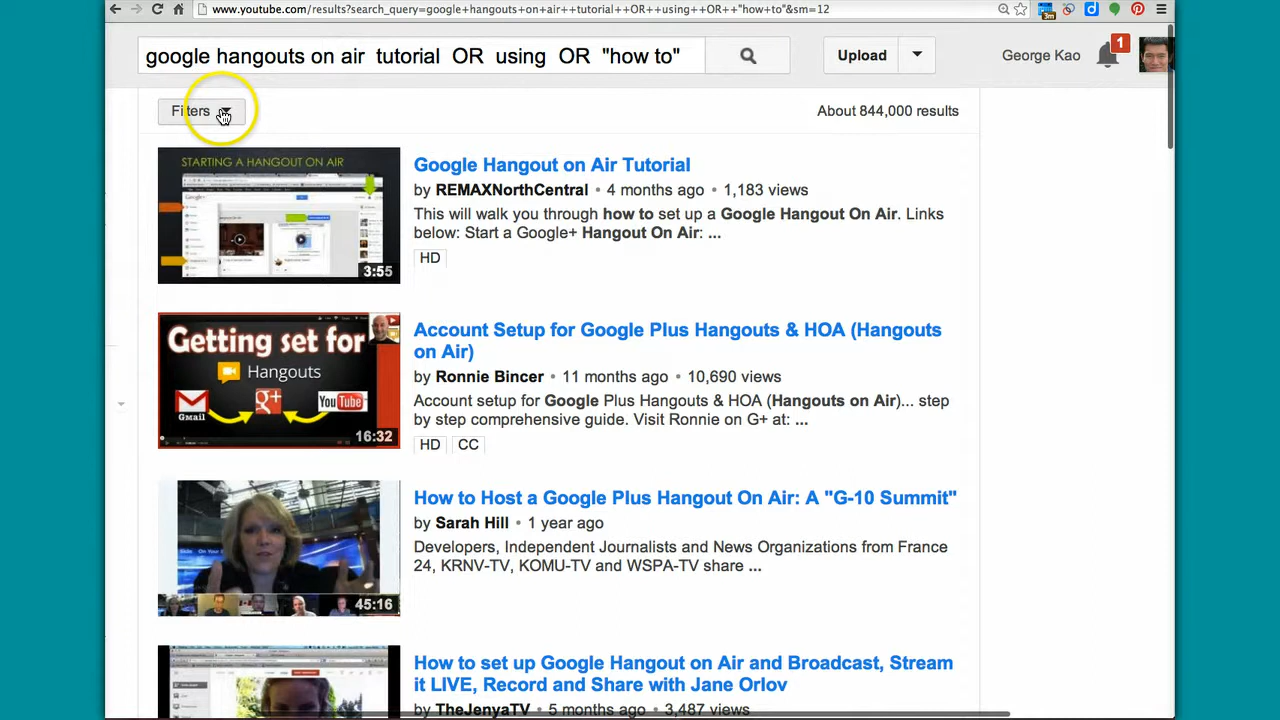 www.youtube.com/results?search_query=google+hangouts+on+air++tutorial++OR++using++OR++"how+to"&sm=12
3m
google hangouts on air tutorial OR using OR "how to"
Upload
George Kao
1
Filters
About 844,000 results
STARTING A HANGOUT ON AIR
3:55
Google Hangout on Air Tutorial
by REMAXNorthCentral • 4 months ago • 1,183 views
This will walk you through how to set up a Google Hangout On Air. Links
below: Start a Google+ Hangout On Air: ...
HD
Getting set for
Hangouts
GMail
g+
YouTube
16:32
Account Setup for Google Plus Hangouts & HOA (Hangouts
on Air)
by Ronnie Bincer • 11 months ago • 10,690 views
Account setup for Google Plus Hangouts & HOA (Hangouts on Air)... step
by step comprehensive guide. Visit Ronnie on G+ at: ...
HD CC
45:16
How to Host a Google Plus Hangout On Air: A "G-10 Summit"
by Sarah Hill • 1 year ago
Developers, Independent Journalists and News Organizations from France
24, KRNV-TV, KOMU-TV and WSPA-TV share ...
How to set up Google Hangout on Air and Broadcast, Stream
it LIVE, Record and Share with Jane Orlov
by TheJenyaTV • 5 months ago • 3,487 views